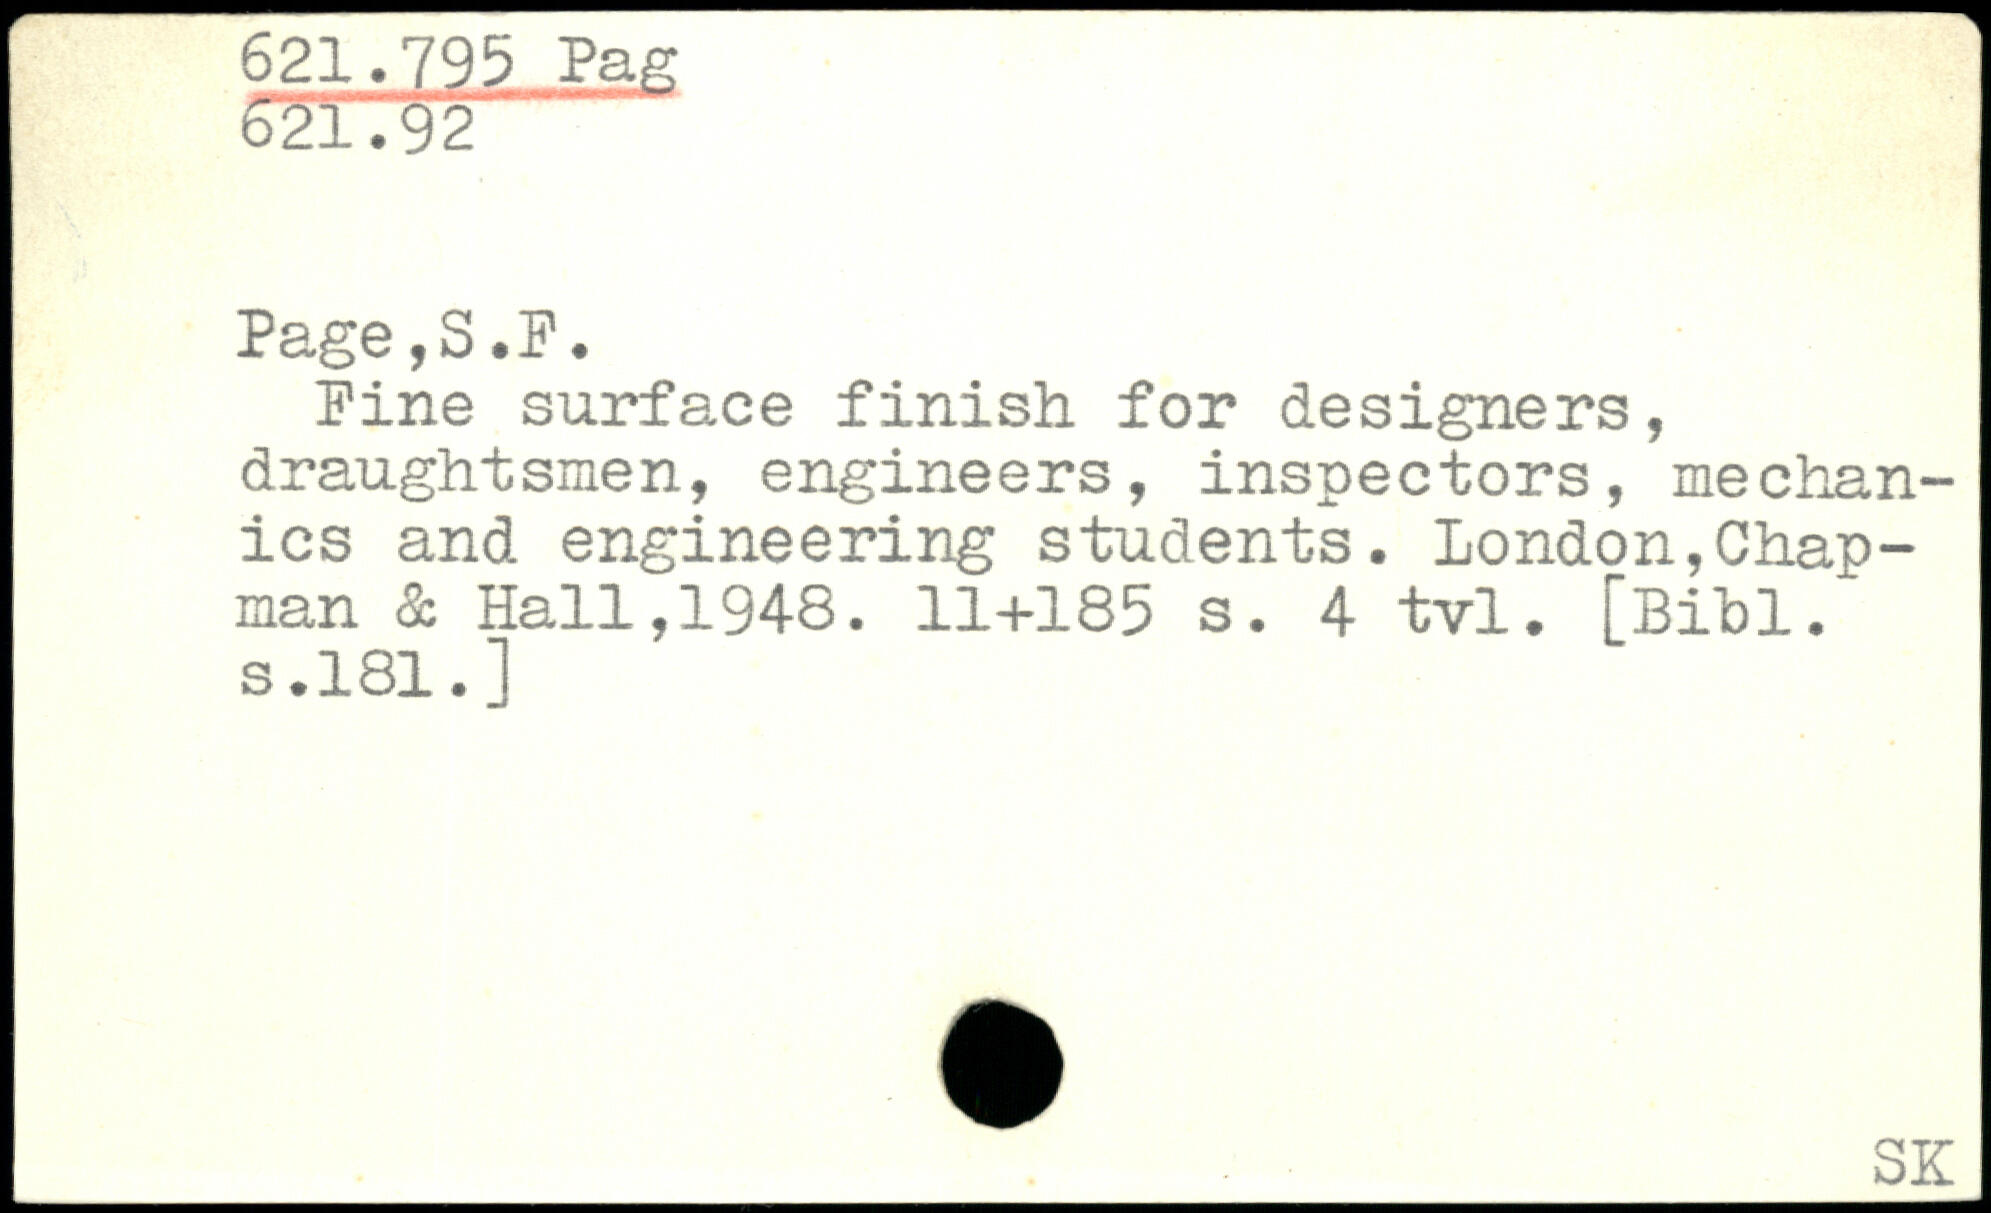 621.795 Pag
621.92
Page,S.F.
Fine surface finish for designers,
draughtsmen, engineers, inspectors, mechan-
ics and engineering students. London,Chap-
man & Hall,1948. 11+185 s. 4 tvl. [Bibl.
s.181.]
SK